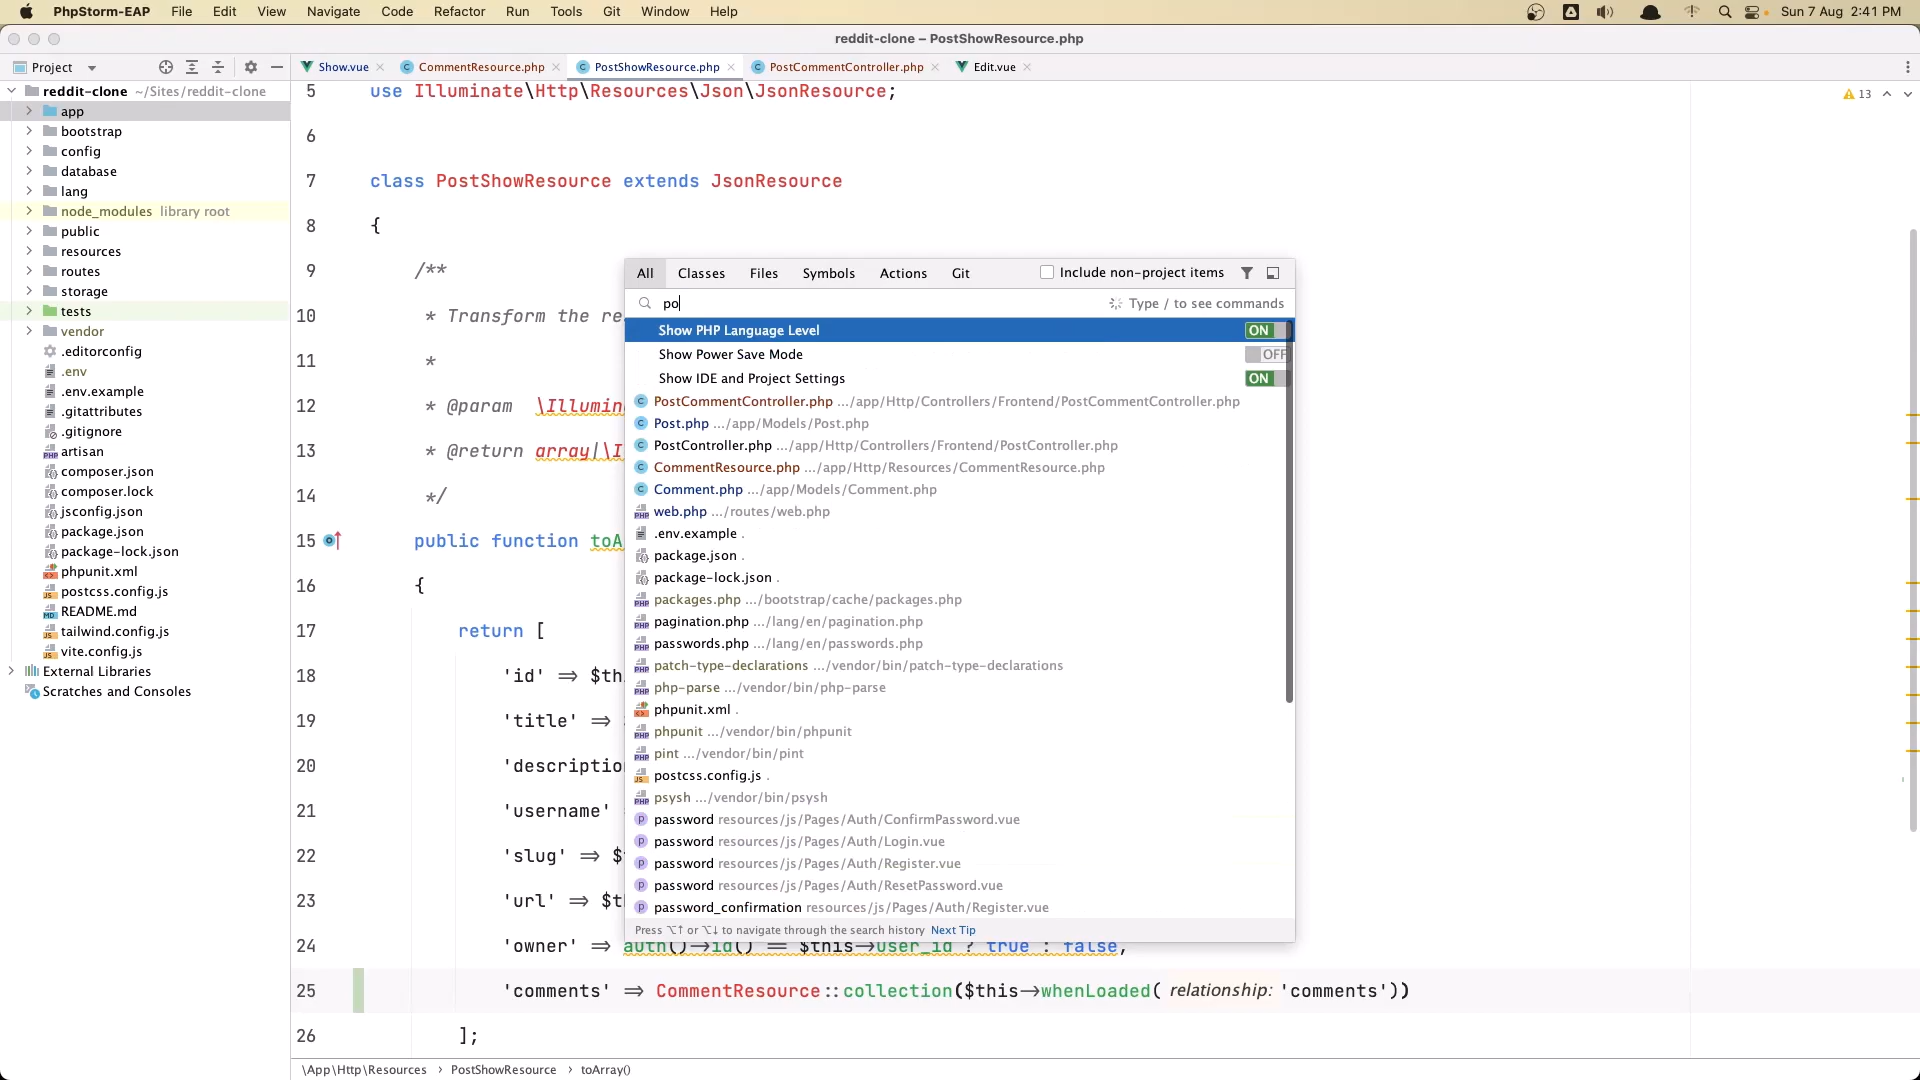 PhpStorm-EAP File Edit View Navigate Code Refactor Run Tools Git Window Help Sun 7 Aug 2:41 PM
reddit-clone – PostShowResource.php
Project Show.vue CommentResource.php PostShowResource.php PostCommentController.php Edit.vue
reddit-clone ~/Sites/reddit-clone
app
bootstrap
config
database
lang
node_modules library root
public
resources
routes
storage
tests
vendor
.editorconfig
.env
.env.example
.gitattributes
.gitignore
artisan
composer.json
composer.lock
jsconfig.json
package.json
package-lock.json
phpunit.xml
postcss.config.js
README.md
tailwind.config.js
vite.config.js
External Libraries
Scratches and Consoles
13
5 use Illuminate\Http\Resources\Json\JsonResource;
6
7 class PostShowResource extends JsonResource
8 {
9 /**
10 * Transform the re
11 *
12 * @param \Illumin
13 * @return array|\I
14 */
15 public function toA
16 {
17 return [
18 'id' => $thi
19 'title' =>
20 'description
21 'username'
22 'slug' => $
23 'url' => $t
24 'owner' => auth()->id() == $this->user_id ? true : false,
25 'comments' => CommentResource::collection($this->whenLoaded( relationship: 'comments'))
26 ];
All Classes Files Symbols Actions Git Include non-project items
po Type / to see commands
Show PHP Language Level ON
Show Power Save Mode OFF
Show IDE and Project Settings ON
PostCommentController.php .../app/Http/Controllers/Frontend/PostCommentController.php
Post.php .../app/Models/Post.php
PostController.php .../app/Http/Controllers/Frontend/PostController.php
CommentResource.php .../app/Http/Resources/CommentResource.php
Comment.php .../app/Models/Comment.php
web.php .../routes/web.php
.env.example .
package.json .
package-lock.json .
packages.php .../bootstrap/cache/packages.php
pagination.php .../lang/en/pagination.php
passwords.php .../lang/en/passwords.php
patch-type-declarations .../vendor/bin/patch-type-declarations
php-parse .../vendor/bin/php-parse
phpunit.xml .
phpunit .../vendor/bin/phpunit
pint .../vendor/bin/pint
postcss.config.js .
psysh .../vendor/bin/psysh
password resources/js/Pages/Auth/ConfirmPassword.vue
password resources/js/Pages/Auth/Login.vue
password resources/js/Pages/Auth/Register.vue
password resources/js/Pages/Auth/ResetPassword.vue
password_confirmation resources/js/Pages/Auth/Register.vue
Press ⌥↑ or ⌥↓ to navigate through the search history Next Tip
\App\Http\Resources › PostShowResource › toArray()